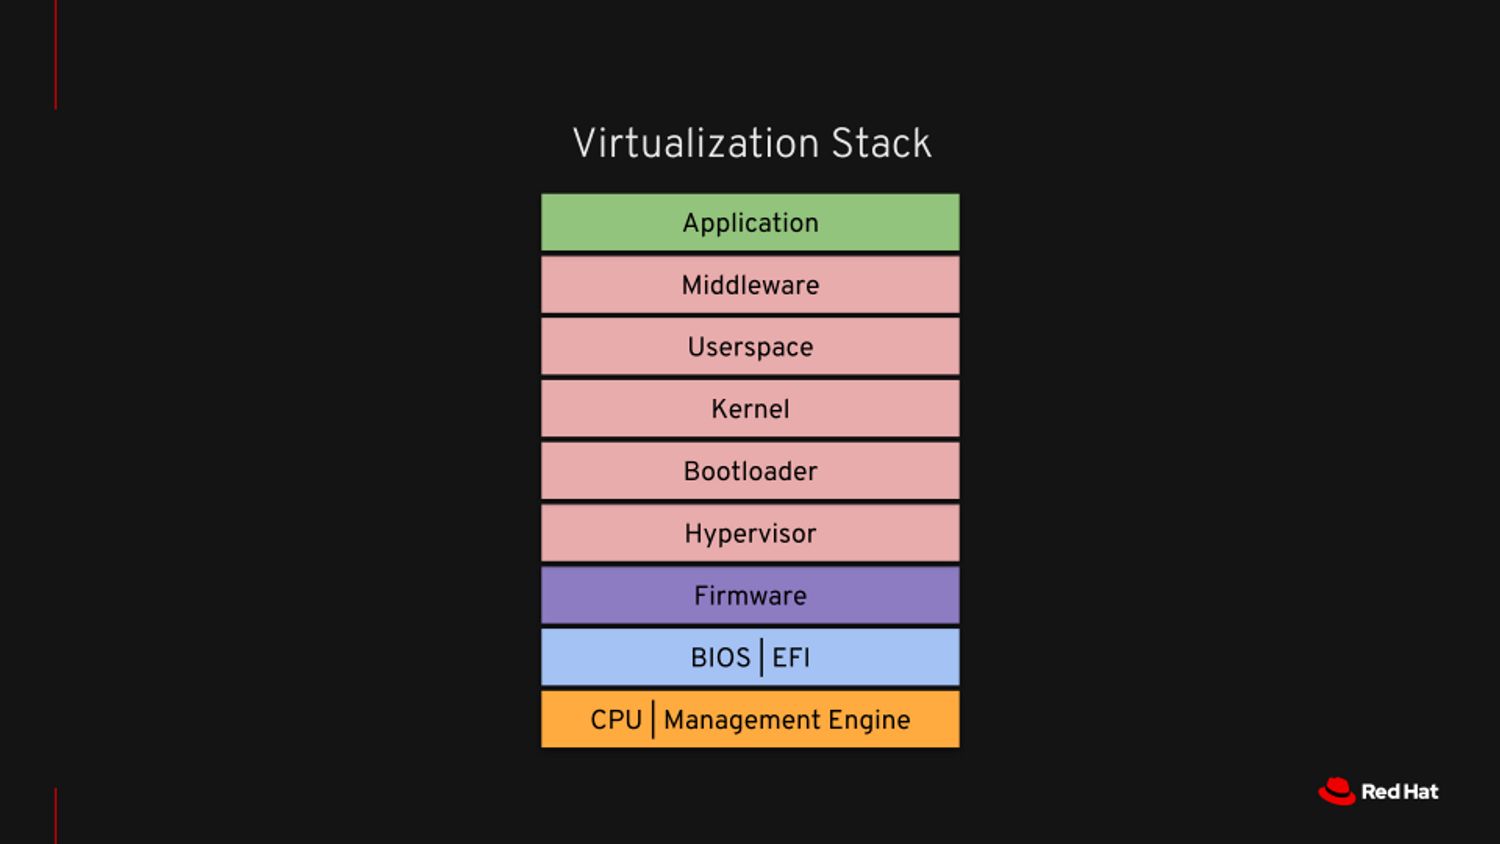 Virtualization Stack
Application
Middleware
Userspace
Kernel
Bootloader
Hypervisor
Firmware
BIOS | EFI
CPU | Management Engine
Red Hat